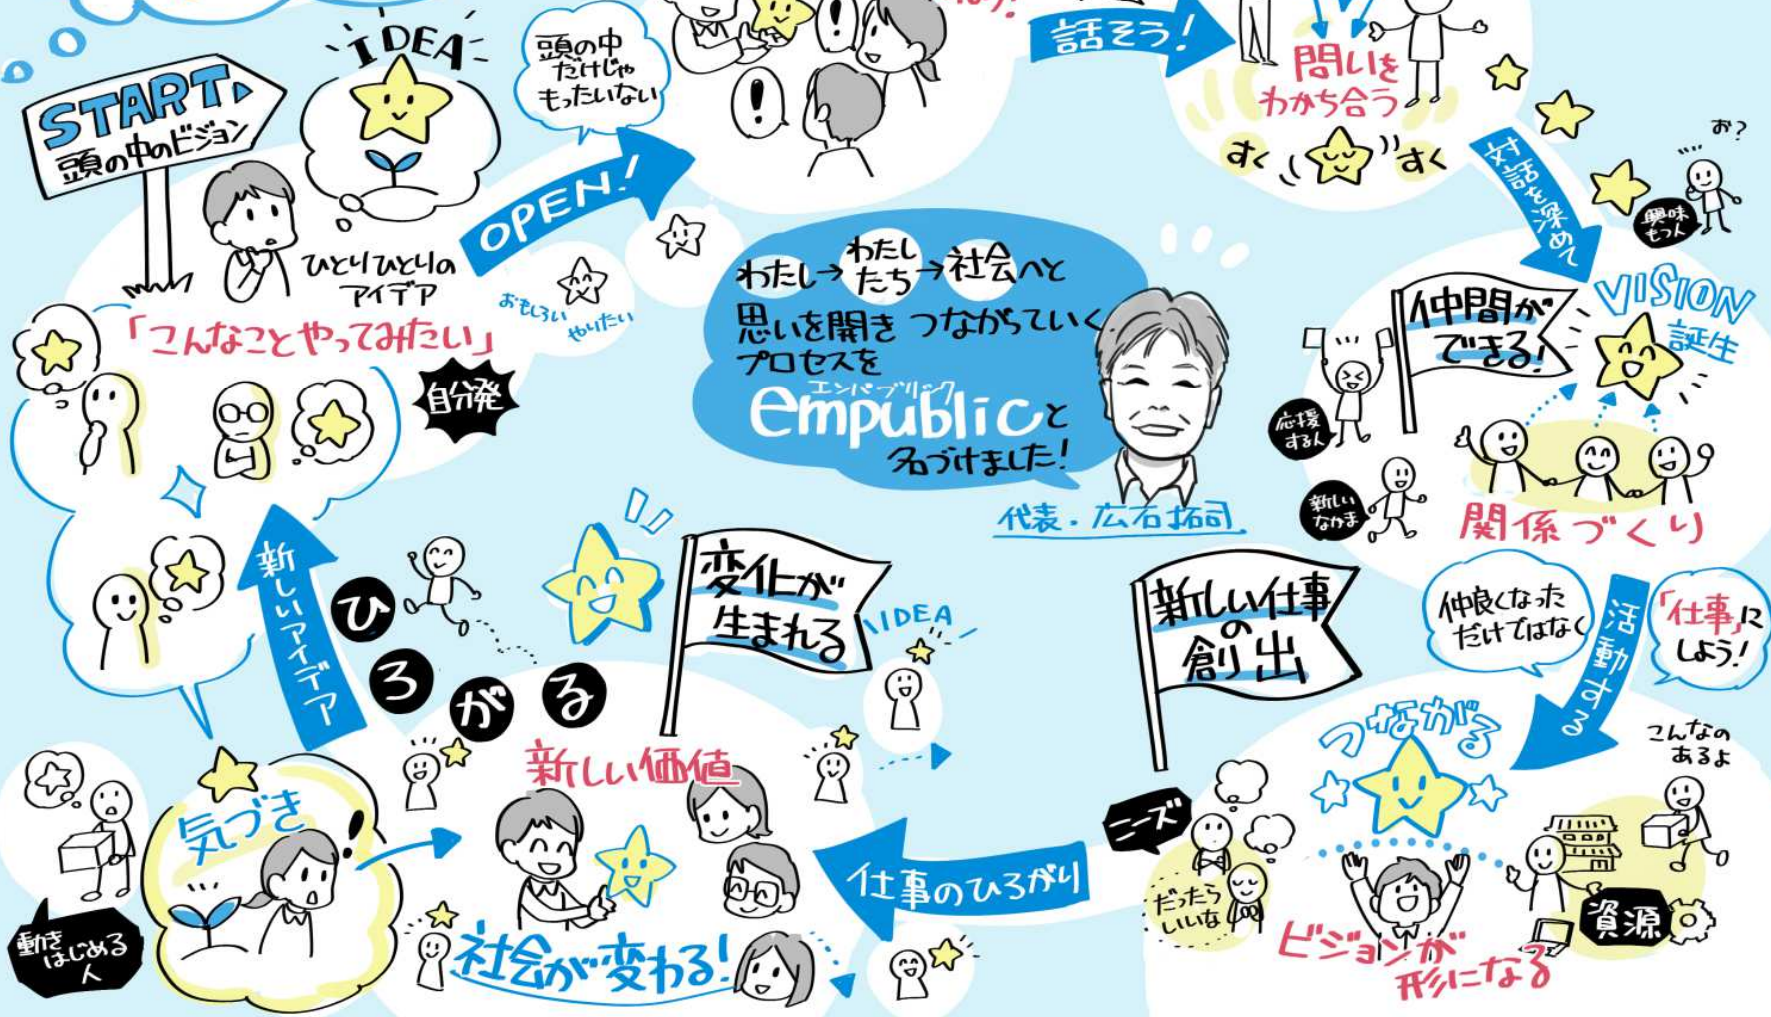 START
頭の中のビジョン
IDEA
ひとりひとりの
アイデア
「こんなことやってみたい」
自分発
頭の中
だけじゃ
もったいない
OPEN!
おもしろい
やりたい
話そう!
問いを
わかち合う
すくすく
対話を深めて
お?
興味
もつ人
VISION
誕生
仲間が
できる!
応援
する人
新しい
なかま
関係づくり
わたし→わたしたち→社会へと
思いを開き つながっていく
プロセスを
エンパブリック
empublicと
名づけました!
代表・広石拓司
仲良くなった
だけではなく
活動する
「仕事」に
しよう!
新しい仕事
の
創出
つながる
こんなの
あるよ
ニーズ
だったら
いいな
資源
ビジョンが
形になる
仕事のひろがり
変化が
生まれる
IDEA
ひろがる
新しい価値
社会が変わる!
気づき
動き
はじめる
人
新しいアイデア